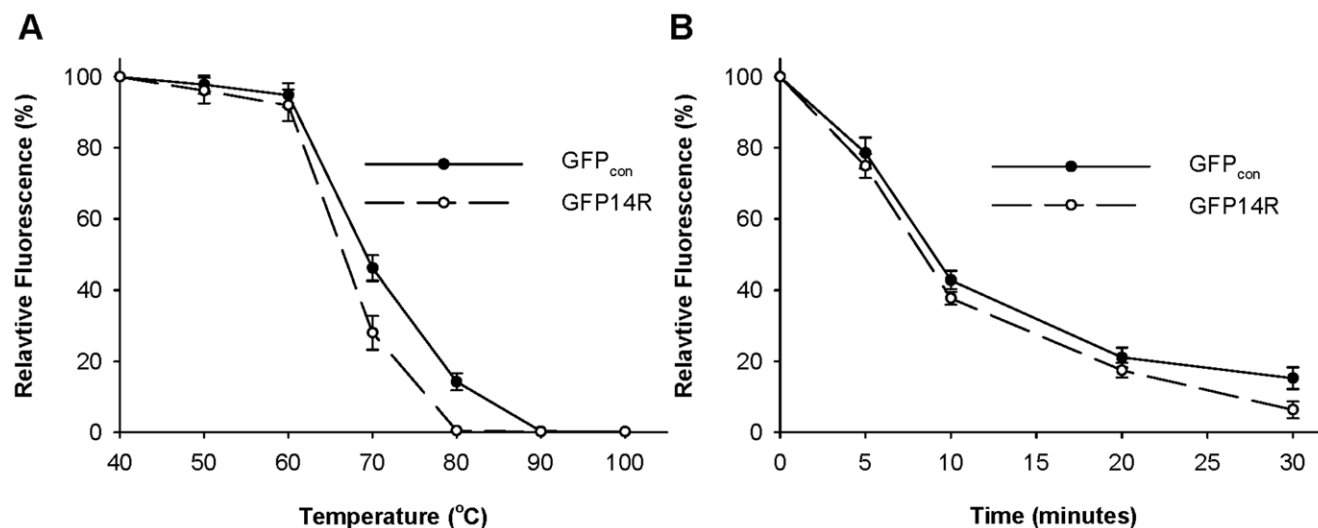 A
Relavtive Fluorescence (%)
100
80
60
40
20
0
GFPcon
GFP14R
40 50 60 70 80 90 100
Temperature (oC)
B
Relavtive Fluorescence (%)
100
80
60
40
20
0
GFPcon
GFP14R
0 5 10 15 20 25 30
Time (minutes)